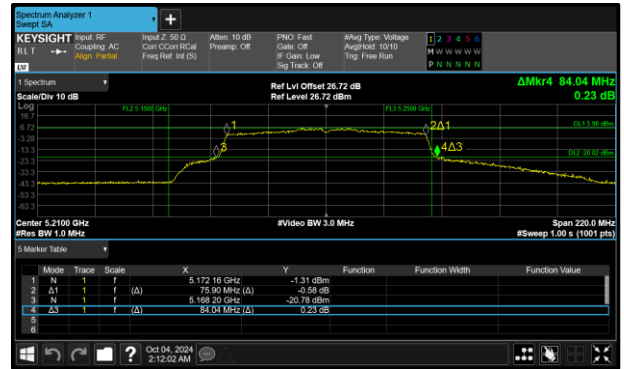 Spectrum Analyzer 1
Swept SA
KEYSIGHT Input: RF Input Z: 50 Ω Atten: 10 dB PNO: Fast #Avg Type: Voltage 1 2 3 4 5 6
RLT Coupling: AC Corr CCorr RCal Preamp: Off Gate: Off Avg|Hold: 10/10 M W W W W W
Align: Partial Freq Ref: Int (S) IF Gain: Low Trig: Free Run
LXI Sig Track: Off P N N N N N
1 Spectrum Ref Lvl Offset 26.72 dB ΔMkr4 84.04 MHz
Scale/Div 10 dB Ref Level 26.72 dBm 0.23 dB
Log FL2 5.1500 GHz FL3 5.2500 GHz
16.7
6.72 1 2Δ1 DL1 5.98 dBm
-3.28
-13.3 3 4Δ3
-23.3 DL2 -20.02 dBm
-33.3
-43.3
-53.3
-63.3
Center 5.2100 GHz #Video BW 3.0 MHz Span 220.0 MHz
#Res BW 1.0 MHz #Sweep 1.00 s (1001 pts)
5 Marker Table
Mode Trace Scale X Y Function Function Width Function Value
1 N 1 f 5.172 16 GHz -1.31 dBm
2 Δ1 1 f (Δ) 75.90 MHz (Δ) -0.58 dB
3 N 1 f 5.168 20 GHz -20.78 dBm
4 Δ3 1 f (Δ) 84.04 MHz (Δ) 0.23 dB
5
6
? Oct 04, 2024
2:12:02 AM